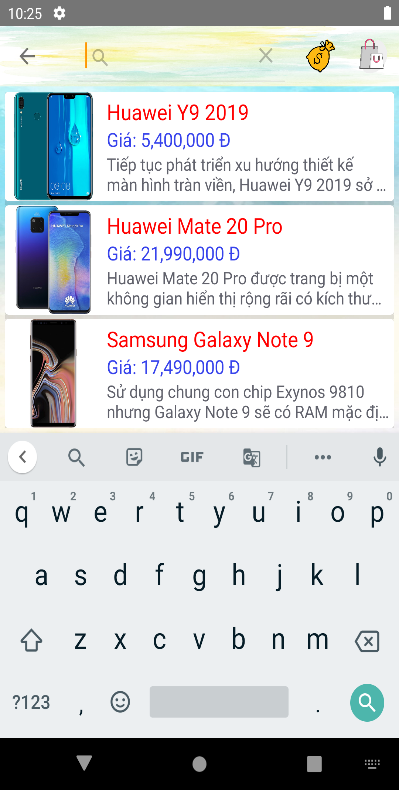 10:25
Huawei Y9 2019
Giá: 5,400,000 Đ
Tiếp tục phát triển xu hướng thiết kế
màn hình tràn viền, Huawei Y9 2019 sở ...
Huawei Mate 20 Pro
Giá: 21,990,000 Đ
Huawei Mate 20 Pro được trang bị một
không gian hiển thị rộng rãi có kích thư...
Samsung Galaxy Note 9
Giá: 17,490,000 Đ
Sử dụng chung con chip Exynos 9810
nhưng Galaxy Note 9 sẽ có RAM mặc đị...
GIF
1 2 3 4 5 6 7 8 9 0
q w e r t y u i o p
a s d f g h j k l
z x c v b n m
?123 , .